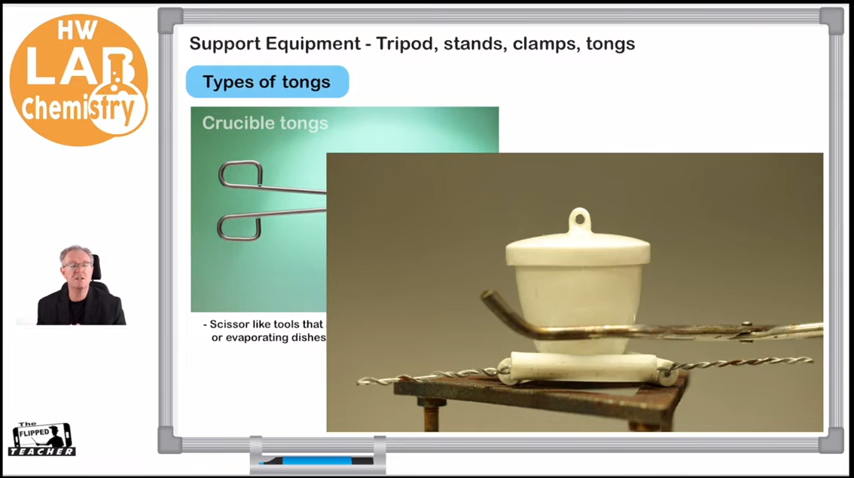 HW
LAB
Chemistry
Support Equipment - Tripod, stands, clamps, tongs
Types of tongs
Crucible tongs
- Scissor like tools that
or evaporating dishes
The
FLIPPED
TEACHER